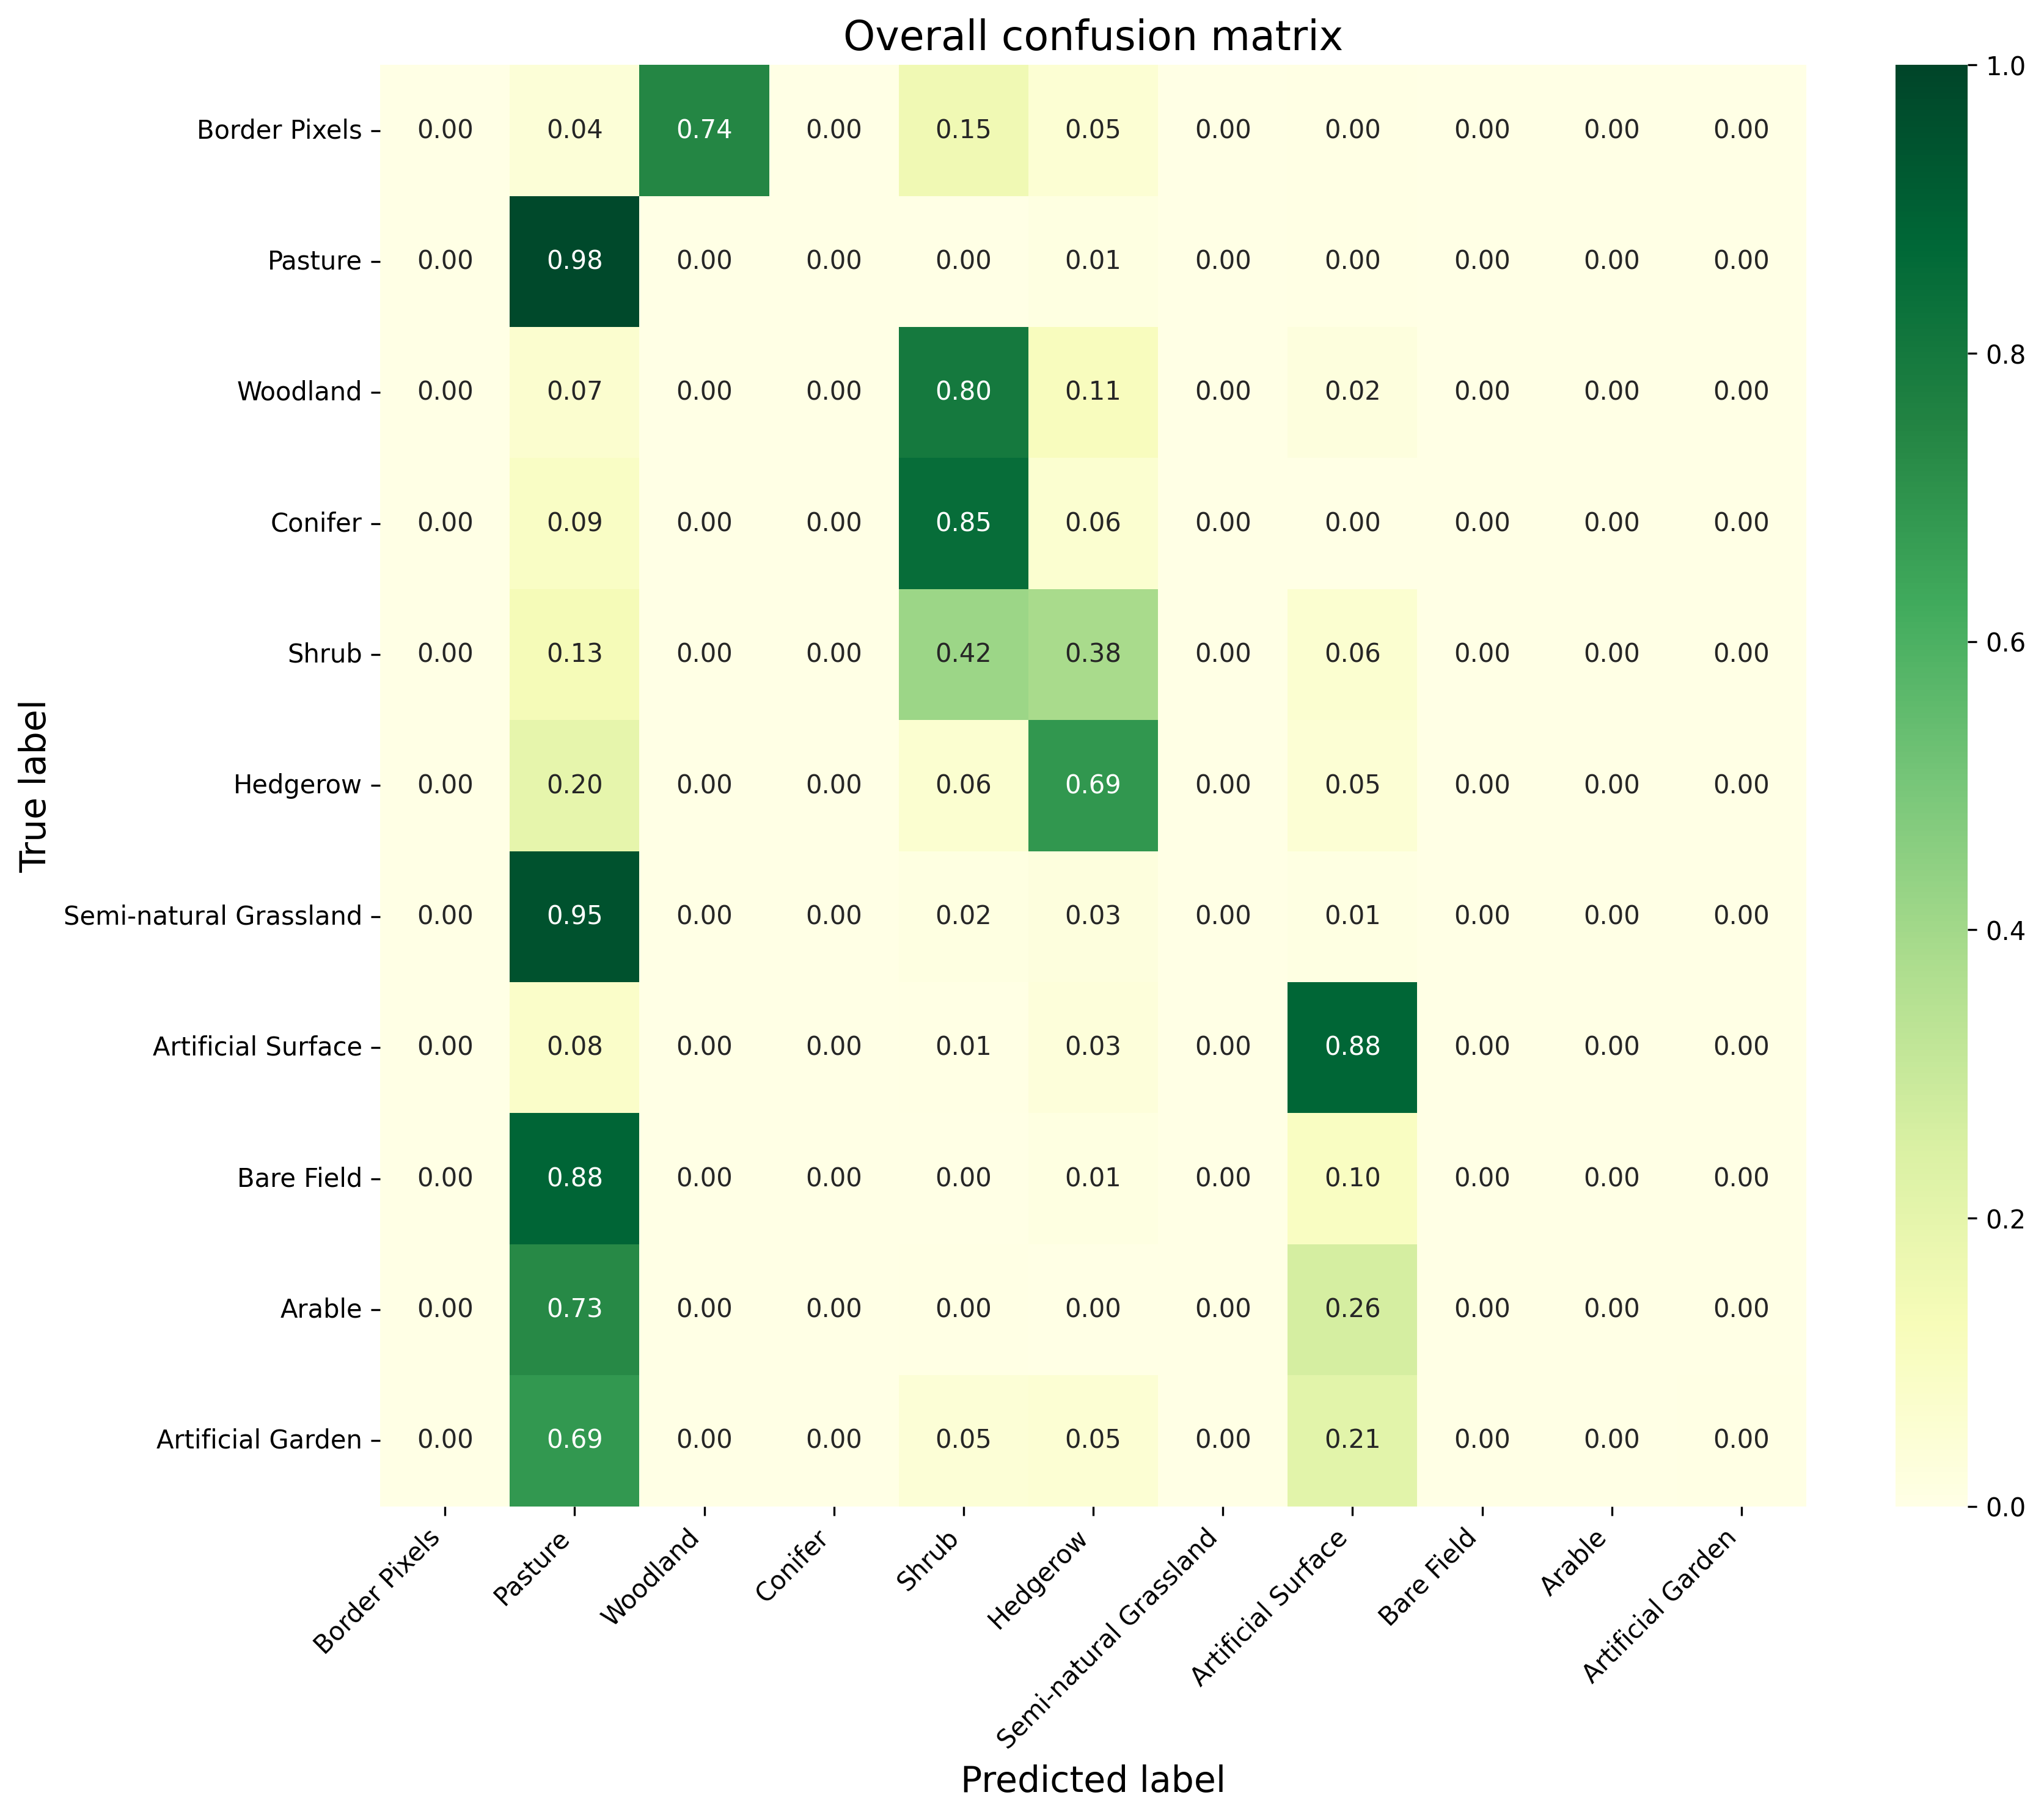 Overall confusion matrix
Border Pixels 0.00 0.04 0.74 0.00 0.15 0.05 0.00 0.00 0.00 0.00 0.00
Pasture 0.00 0.98 0.00 0.00 0.00 0.01 0.00 0.00 0.00 0.00 0.00
Woodland 0.00 0.07 0.00 0.00 0.80 0.11 0.00 0.02 0.00 0.00 0.00
Conifer 0.00 0.09 0.00 0.00 0.85 0.06 0.00 0.00 0.00 0.00 0.00
Shrub 0.00 0.13 0.00 0.00 0.42 0.38 0.00 0.06 0.00 0.00 0.00
Hedgerow 0.00 0.20 0.00 0.00 0.06 0.69 0.00 0.05 0.00 0.00 0.00
Semi-natural Grassland 0.00 0.95 0.00 0.00 0.02 0.03 0.00 0.01 0.00 0.00 0.00
Artificial Surface 0.00 0.08 0.00 0.00 0.01 0.03 0.00 0.88 0.00 0.00 0.00
Bare Field 0.00 0.88 0.00 0.00 0.00 0.01 0.00 0.10 0.00 0.00 0.00
Arable 0.00 0.73 0.00 0.00 0.00 0.00 0.00 0.26 0.00 0.00 0.00
Artificial Garden 0.00 0.69 0.00 0.00 0.05 0.05 0.00 0.21 0.00 0.00 0.00
True label
Border Pixels
Pasture
Woodland
Conifer
Shrub
Hedgerow
Semi-natural Grassland
Artificial Surface
Bare Field
Arable
Artificial Garden
Predicted label
1.0
0.8
0.6
0.4
0.2
0.0